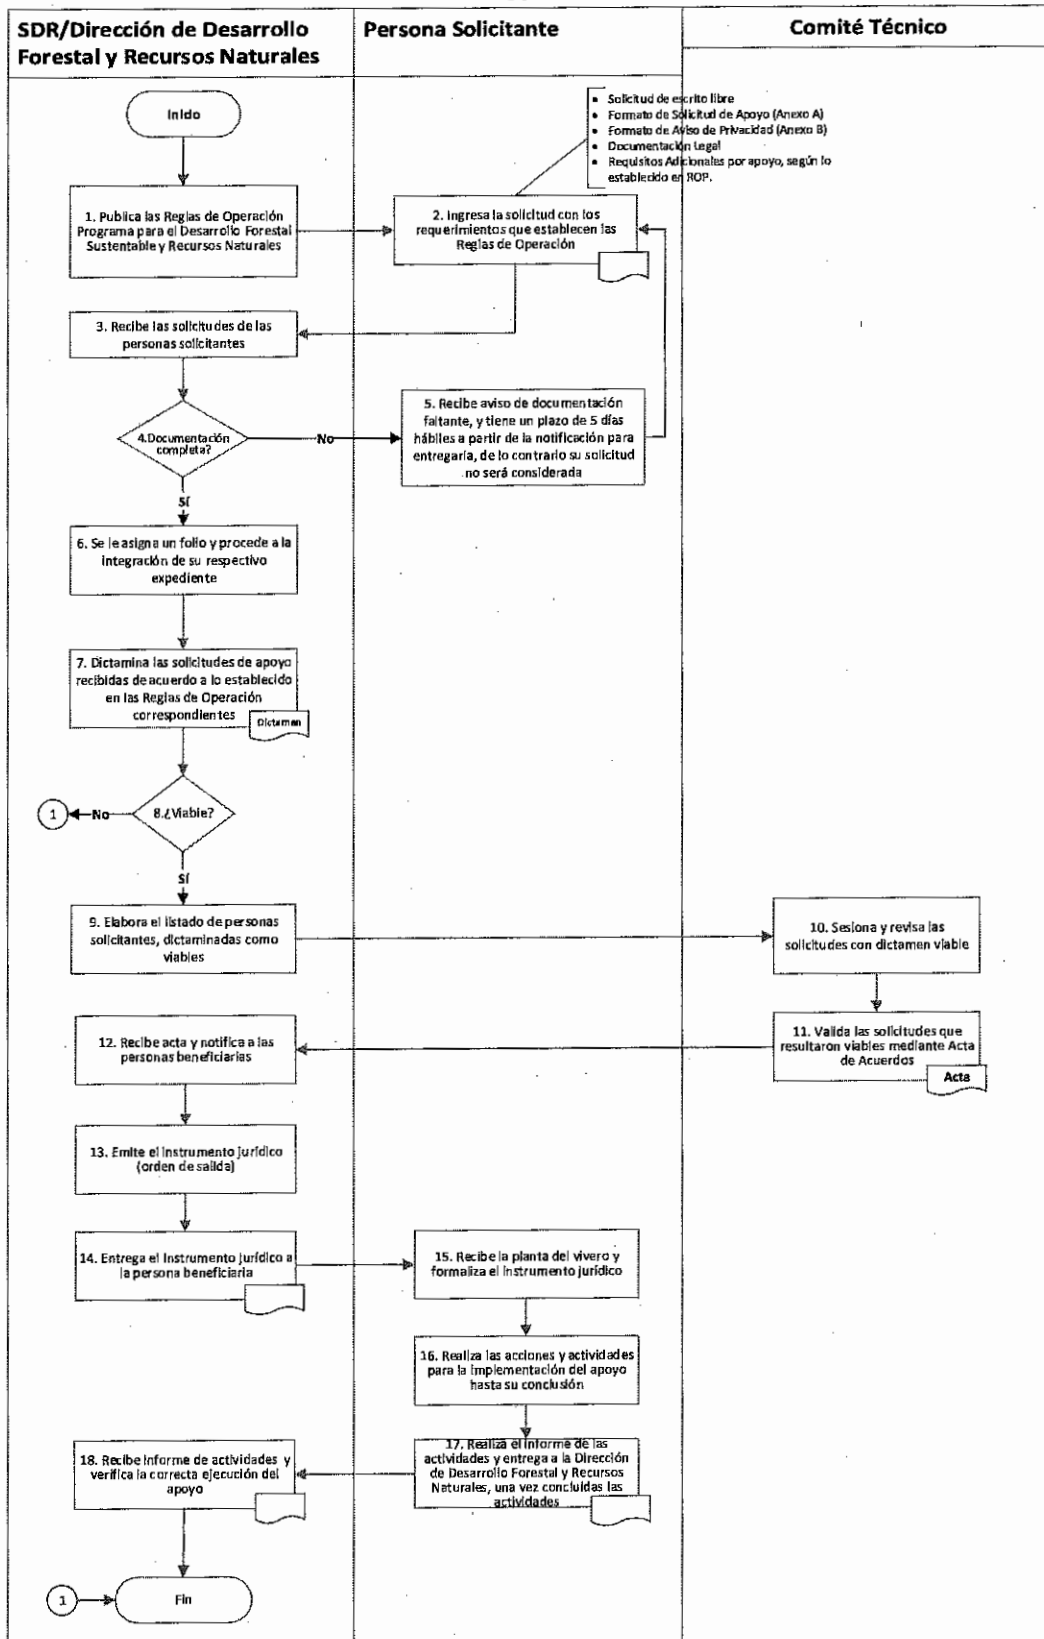 SDR/Dirección de Desarrollo
Forestal y Recursos Naturales
Persona Solicitante
Comité Técnico
Inicio
• Solicitud de escrito libre
• Formato de Solicitud de Apoyo (Anexo A)
• Formato de Aviso de Privacidad (Anexo B)
• Documentación Legal
• Requisitos Adicionales por apoyo, según lo
establecido en ROP.
1. Publica las Reglas de Operación
Programa para el Desarrollo Forestal
Sustentable y Recursos Naturales
2. Ingresa la solicitud con los
requerimientos que establecen las
Reglas de Operación
3. Recibe las solicitudes de las
personas solicitantes
4.Documentación
completa?
No
5. Recibe aviso de documentación
faltante, y tiene un plazo de 5 días
hábiles a partir de la notificación para
entregarla, de lo contrario su solicitud
no será considerada
Sí
6. Se le asigna un folio y procede a la
integración de su respectivo
expediente
7. Dictamina las solicitudes de apoyo
recibidas de acuerdo a lo establecido
en las Reglas de Operación
correspondientes
Dictamen
8.¿Viable?
No
1
Sí
9. Elabora el listado de personas
solicitantes, dictaminadas como
viables
10. Sesiona y revisa las
solicitudes con dictamen viable
11. Valida las solicitudes que
resultaron viables mediante Acta
de Acuerdos
Acta
12. Recibe acta y notifica a las
personas beneficiarias
13. Emite el instrumento jurídico
(orden de salida)
14. Entrega el instrumento jurídico a
la persona beneficiaria
15. Recibe la planta del vivero y
formaliza el instrumento jurídico
16. Realiza las acciones y actividades
para la implementación del apoyo
hasta su conclusión
17. Realiza el informe de las
actividades y entrega a la Dirección
de Desarrollo Forestal y Recursos
Naturales, una vez concluidas las
actividades
18. Recibe informe de actividades y
verifica la correcta ejecución del
apoyo
1
Fin